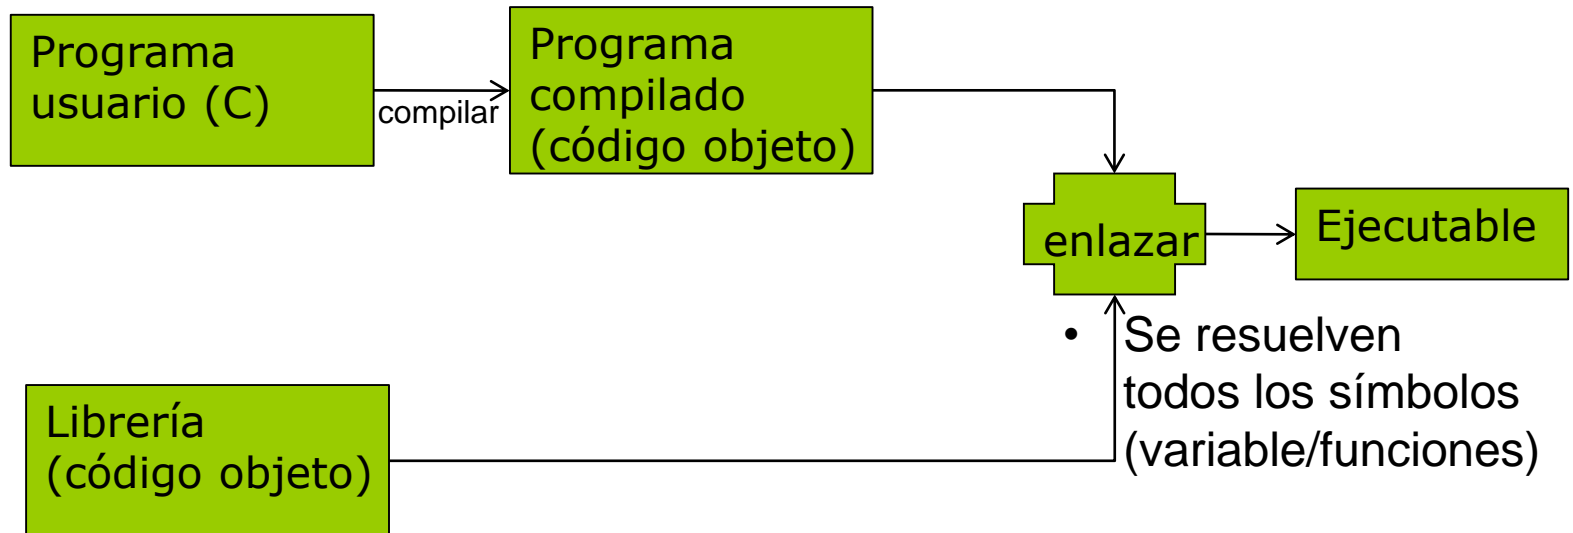 Programa
usuario (C)
compilar
Programa
compilado
(código objeto)
enlazar
Ejecutable
• Se resuelven
todos los símbolos
(variable/funciones)
Librería
(código objeto)